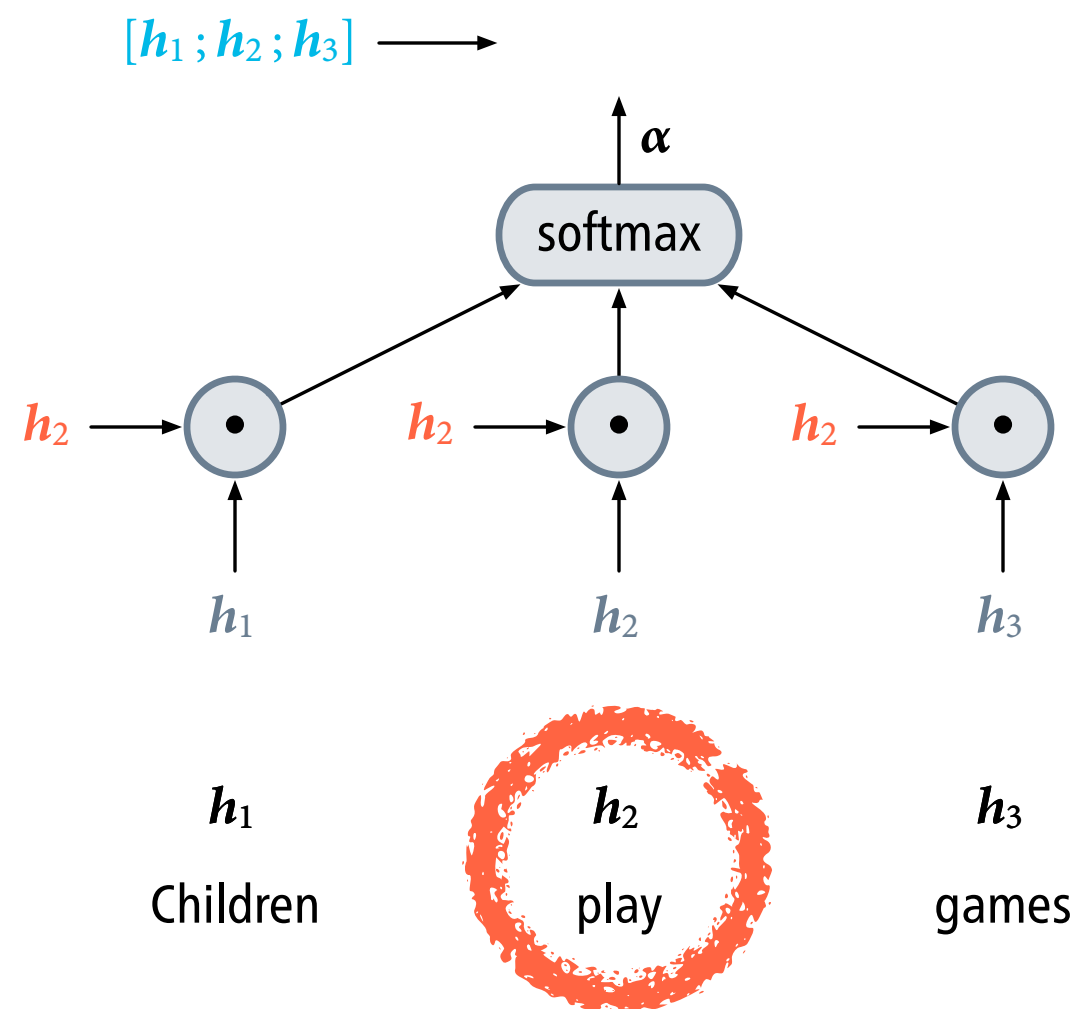 [h₁ ; h₂ ; h₃]
α
softmax
h₂ h₂ h₂
h₁ h₂ h₃
h₁ h₂ h₃
Children play games